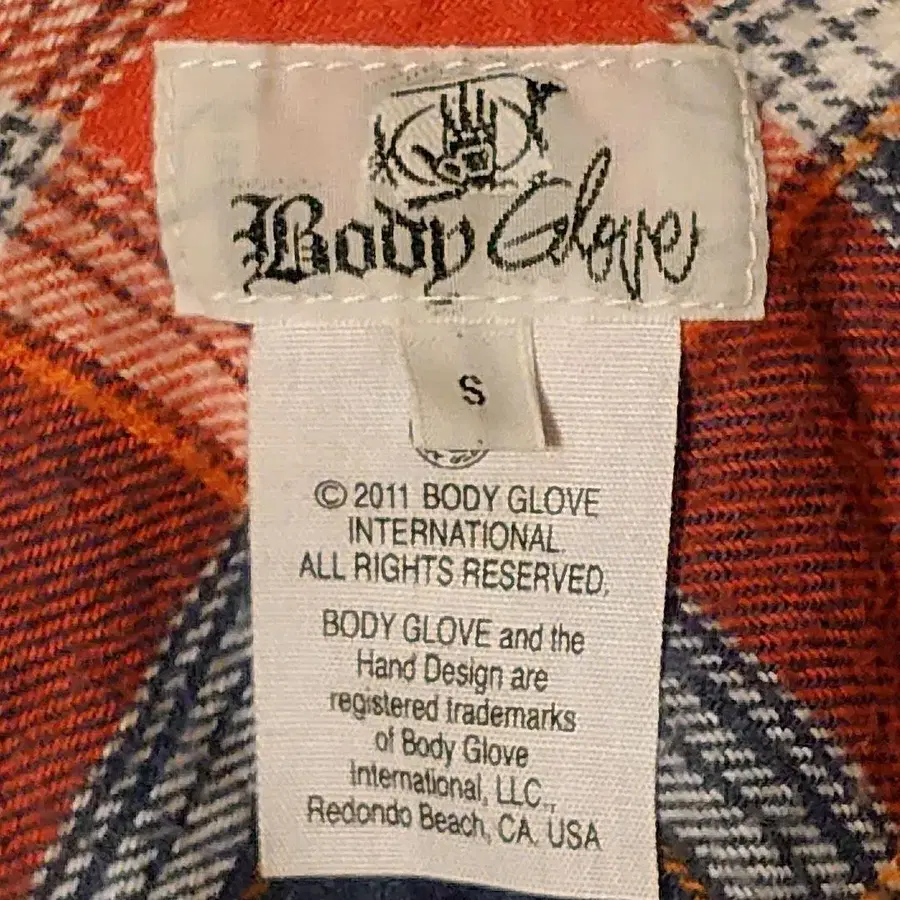 Body Glove
S
© 2011 BODY GLOVE
INTERNATIONAL.
ALL RIGHTS RESERVED.
BODY GLOVE and the
Hand Design are
registered trademarks
of Body Glove
International, LLC.,
Redondo Beach, CA. USA